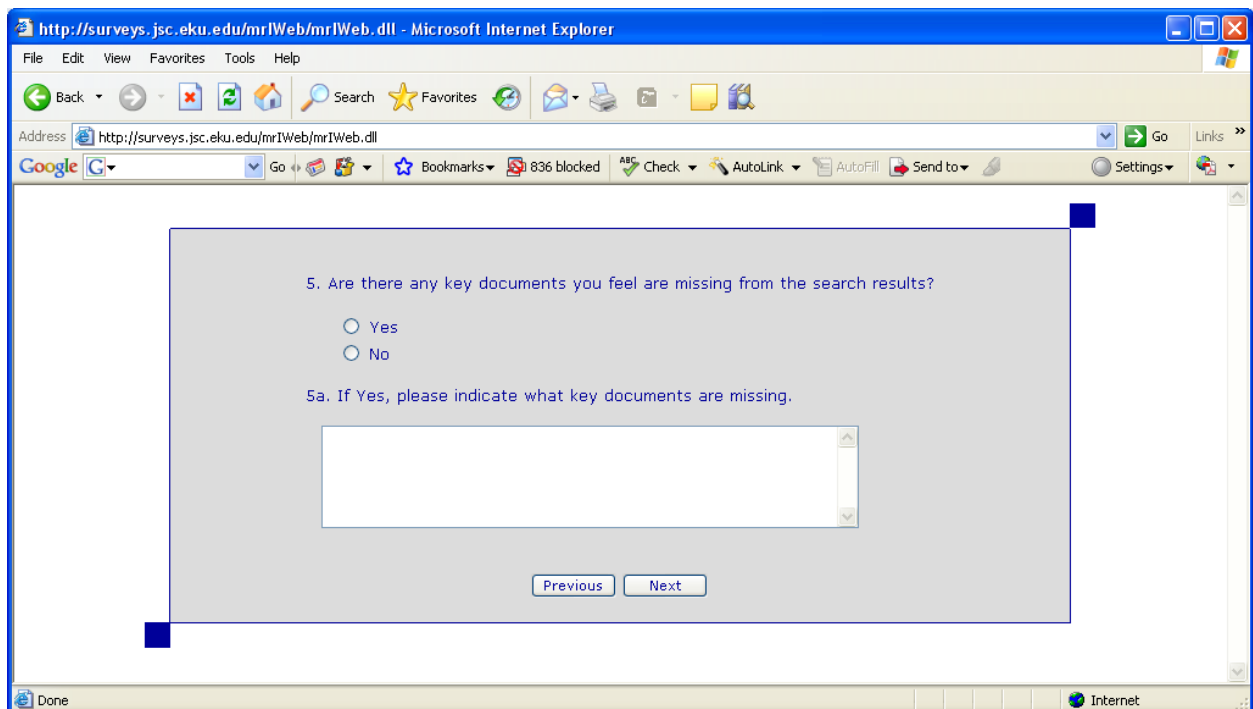 http://surveys.jsc.eku.edu/mrIWeb/mrIWeb.dll - Microsoft Internet Explorer
File Edit View Favorites Tools Help
Back Search Favorites
Address http://surveys.jsc.eku.edu/mrIWeb/mrIWeb.dll Go Links »
Google G Go Bookmarks 836 blocked ABC Check AutoLink AutoFill Send to Settings
5. Are there any key documents you feel are missing from the search results?
Yes
No
5a. If Yes, please indicate what key documents are missing.
Previous Next
Done Internet